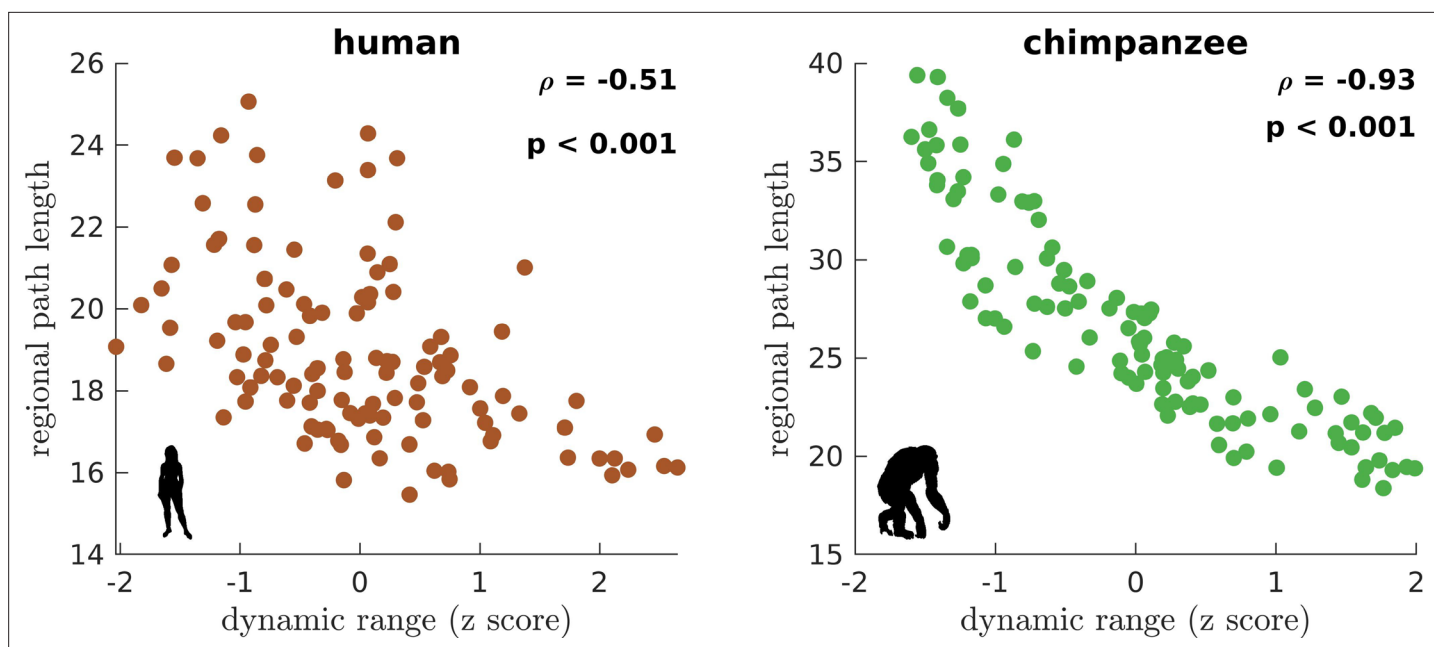 human
ρ = -0.51
p < 0.001
26
24
22
20
18
16
14
regional path length
-2
-1
0
1
2
dynamic range (z score)
chimpanzee
ρ = -0.93
p < 0.001
40
35
30
25
20
15
regional path length
-2
-1
0
1
2
dynamic range (z score)